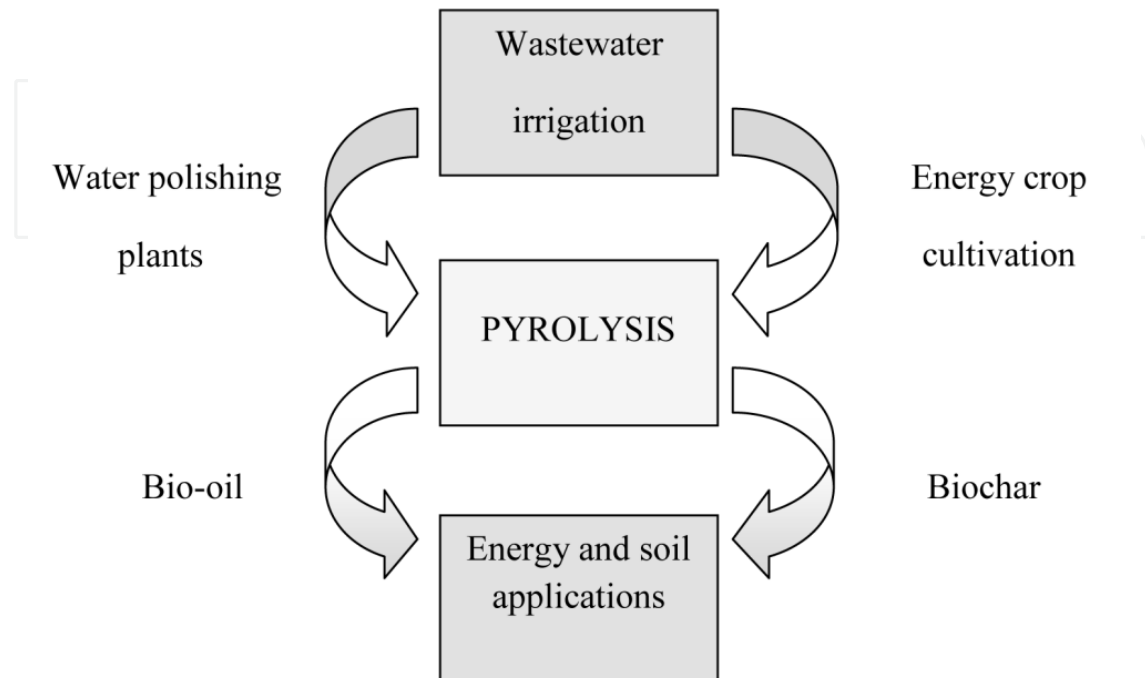 Wastewater
irrigation
Water polishing
plants
Energy crop
cultivation
PYROLYSIS
Bio-oil
Biochar
Energy and soil
applications